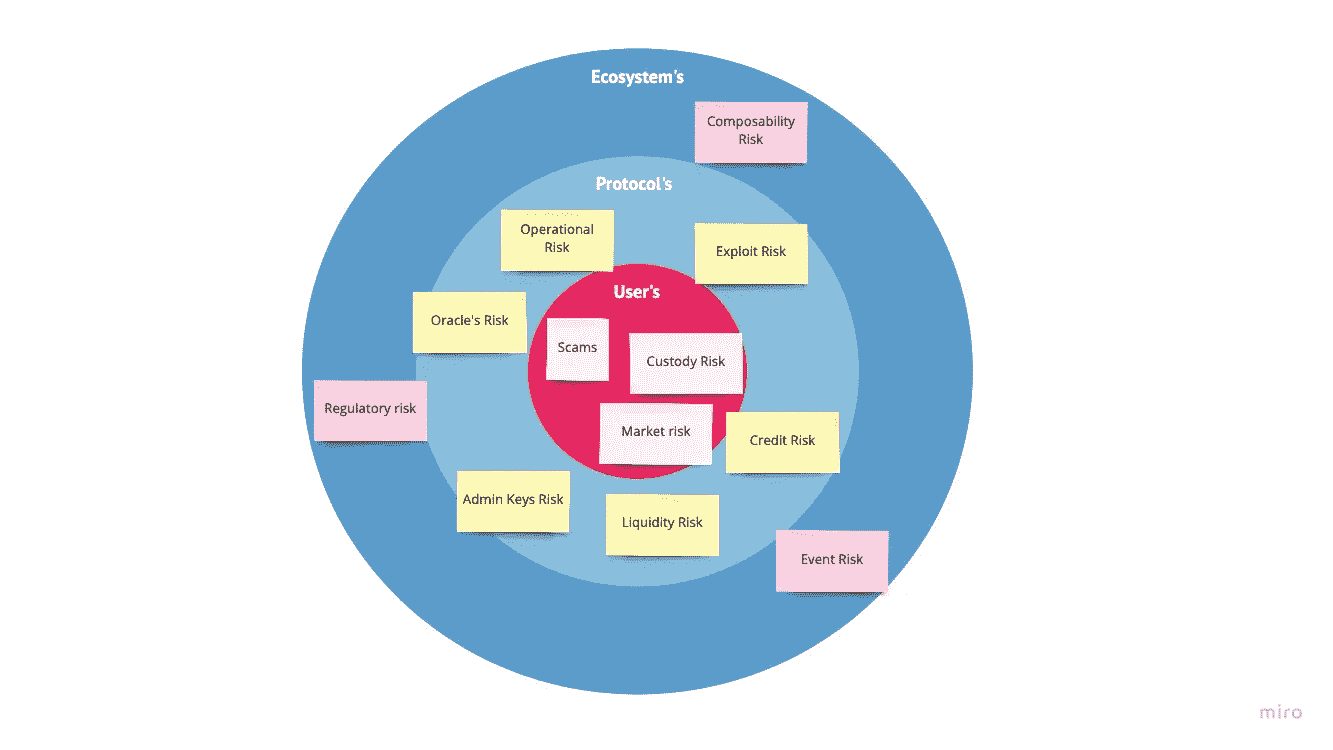 Ecosystem's
Composability
Risk
Protocol's
Operational
Risk
Exploit Risk
User's
Oracle's Risk
Scams
Custody Risk
Regulatory risk
Market risk
Credit Risk
Admin Keys Risk
Liquidity Risk
Event Risk
miro